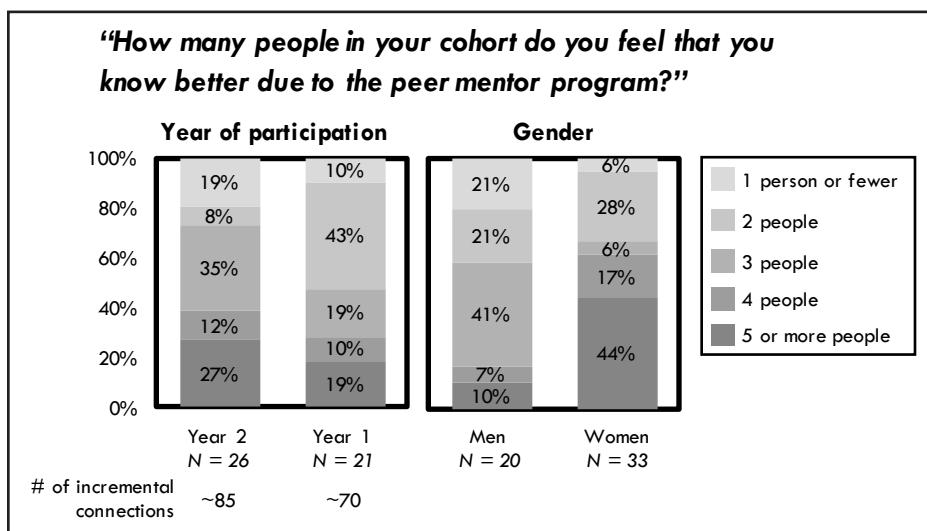 “How many people in your cohort do you feel that you
know better due to the peer mentor program?”
Year of participation
Gender
100%
80%
60%
40%
20%
0%
19%
8%
35%
12%
27%
10%
43%
19%
10%
19%
21%
21%
41%
7%
10%
6%
28%
6%
17%
44%
1 person or fewer
2 people
3 people
4 people
5 or more people
Year 2
N = 26
Year 1
N = 21
Men
N = 20
Women
N = 33
# of incremental
connections
~85
~70